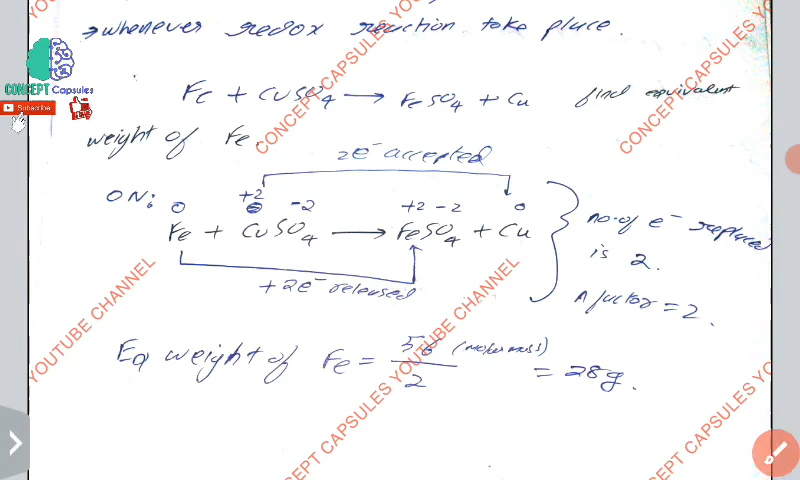 → whenever redox reaction take place.
CONCEPT Capsules
Subscribe
Fe + CuSO4 → FeSO4 + Cu find equivalent
weight of Fe.
2e⁻ accepted
ON: 0 +2 -2 +2 -2 0
Fe + CuSO4 → FeSO4 + Cu
+2e⁻ released
no. of e⁻ replaced
is 2.
n factor = 2.
Eq weight of Fe = 56 (molar mass) / 2 = 28g.
CONCEPT CAPSULES YOUTUBE CHANNEL